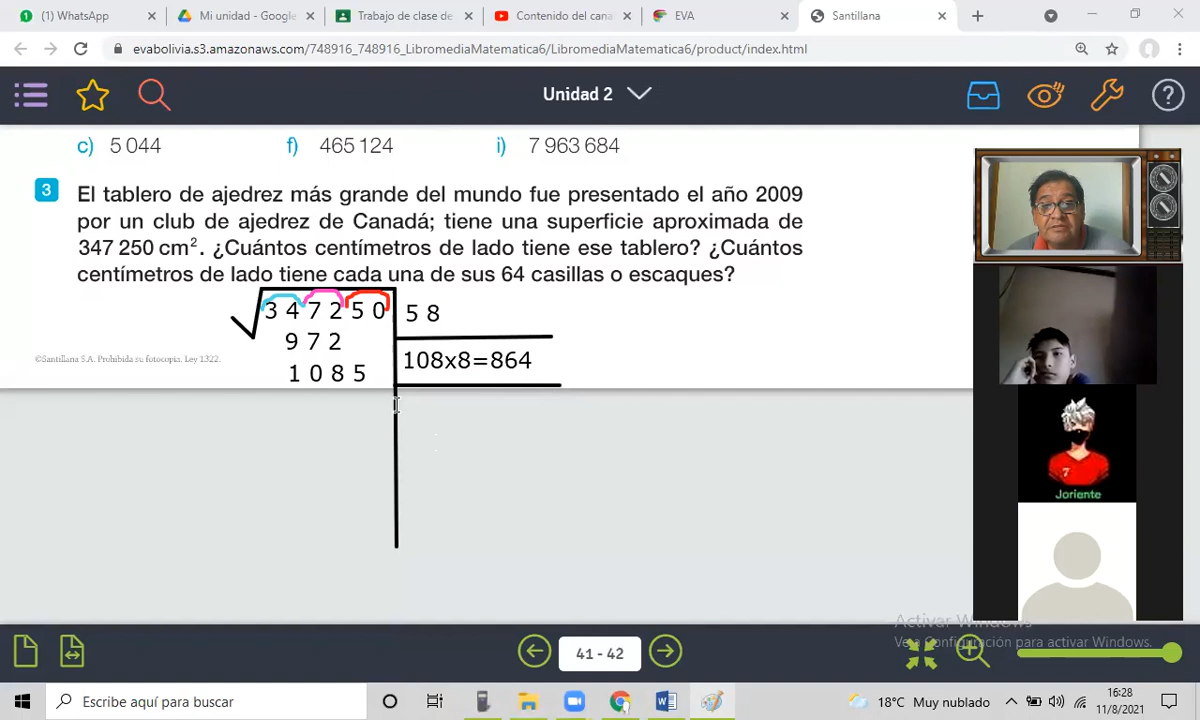 (1) WhatsApp
Mi unidad - Google
Trabajo de clase de
Contenido del cana
EVA
Santillana
evabolivia.s3.amazonaws.com/748916_748916_LibromediaMatematica6/LibromediaMatematica6/product/index.html
Unidad 2
c) 5 044 f) 465 124 i) 7 963 684
3 El tablero de ajedrez más grande del mundo fue presentado el año 2009
por un club de ajedrez de Canadá; tiene una superficie aproximada de
347 250 cm². ¿Cuántos centímetros de lado tiene ese tablero? ¿Cuántos
centímetros de lado tiene cada una de sus 64 casillas o escaques?
√ 3 4 7 2 5 0 5 8
9 7 2
108x8=864
1 0 8 5
©Santillana S.A. Prohibida su fotocopia. Ley 1322.
7
Joriente
Activar Windows
Ve a Configuración para activar Windows.
41 - 42
Escribe aquí para buscar
18°C Muy nublado
16:28
11/8/2021